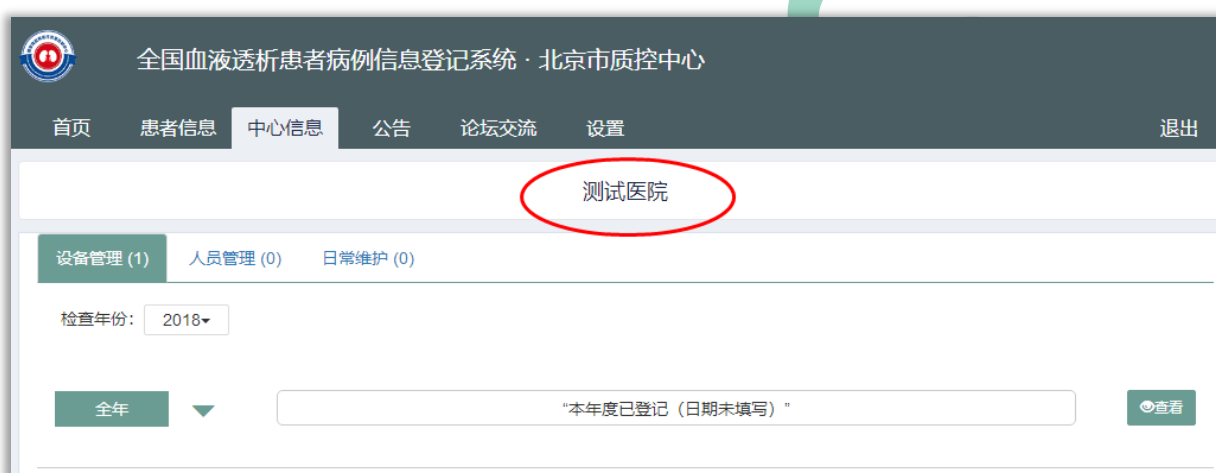 全国血液透析患者病例信息登记系统 · 北京市质控中心
首页 患者信息 中心信息 公告 论坛交流 设置 退出
测试医院
设备管理 (1) 人员管理 (0) 日常维护 (0)
检查年份： 2018
全年 “本年度已登记（日期未填写）” 查看